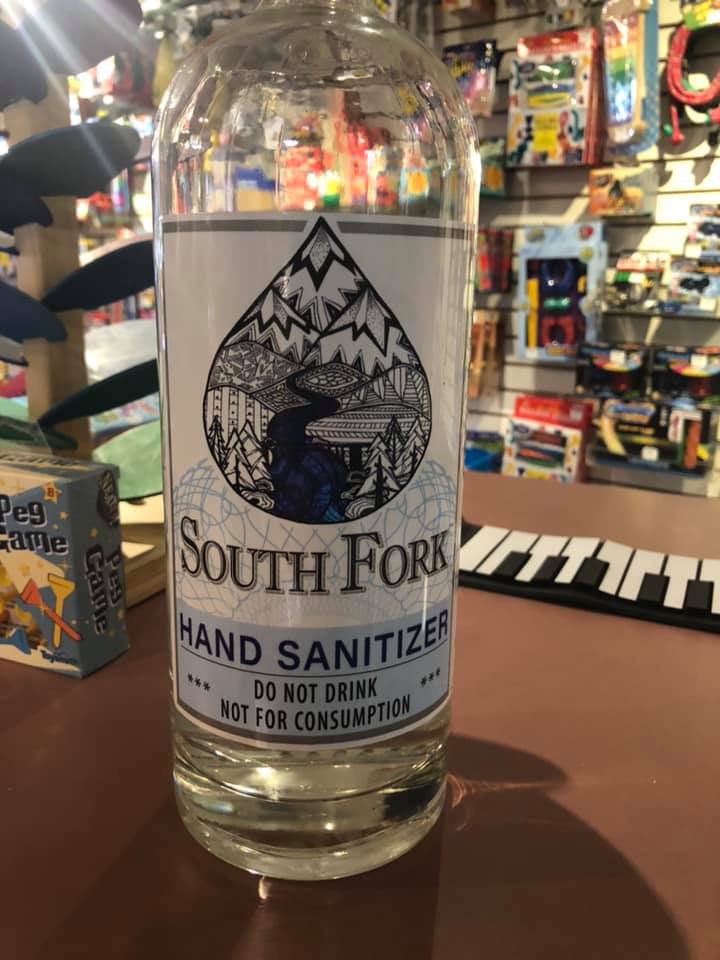 SOUTH FORK
HAND SANITIZER
*** DO NOT DRINK ***
NOT FOR CONSUMPTION
Peg
Game
Peg
Game